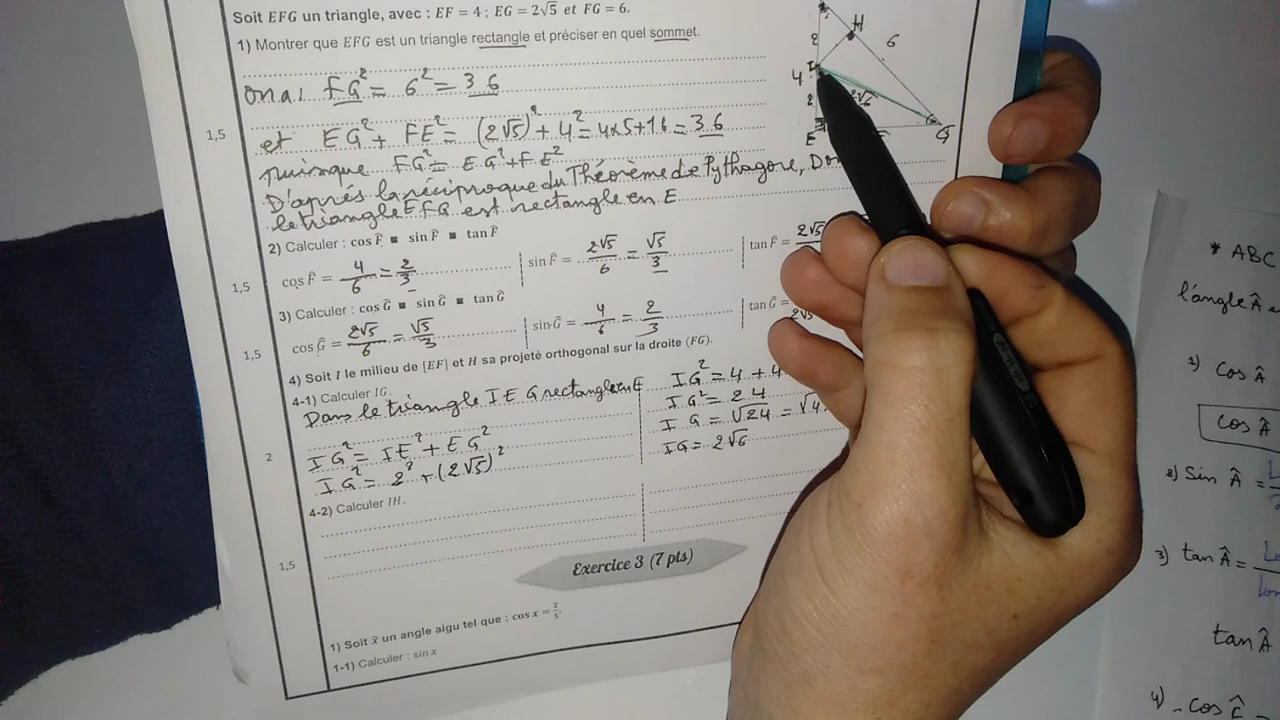 Soit EFG un triangle, avec : EF = 4 ; EG = 2√5 et FG = 6.
1) Montrer que EFG est un triangle rectangle et préciser en quel sommet.
on a: FG² = 6² = 36
1,5
et EG² + FE² = (2√5)² + 4² = 4x5+16 = 36
puisque FG² = EG²+FE²
D'après la réciproque du Théorème de Pythagore,
le triangle EFG est rectangle en E
2) Calculer : cos F̂ ■ sin F̂ ■ tan F̂
1,5
cos F̂ = 4/6 = 2/3
sin F̂ = 2√5/6 = √5/3
tan F̂ = 2√5
3) Calculer : cos Ĝ ■ sin Ĝ ■ tan Ĝ
1,5
cos Ĝ = 2√5/6 = √5/3
sin Ĝ = 4/6 = 2/3
tan Ĝ =
2√5
4) Soit I le milieu de [EF] et H sa projeté orthogonal sur la droite (FG).
4-1) Calculer IG.
Dans le triangle IEG rectangle en E
2
IG² = IE² + EG²
IG² = 2² + (2√5)²
IG² = 4 + 4
IG² = 24
IG = √24 = √4
IG = 2√6
4-2) Calculer IH.
1,5
Exercice 3 (7 pts)
1) Soit x̂ un angle aigu tel que : cos x = 2/5.
1-1) Calculer : sin x
2
H
6
I
4
2
2√6
E
G
* ABC
l'angle Â
1) cos Â
cos Â
2) Sin Â =
3) tan Â =
tan Â
4) - cos Ĉ =